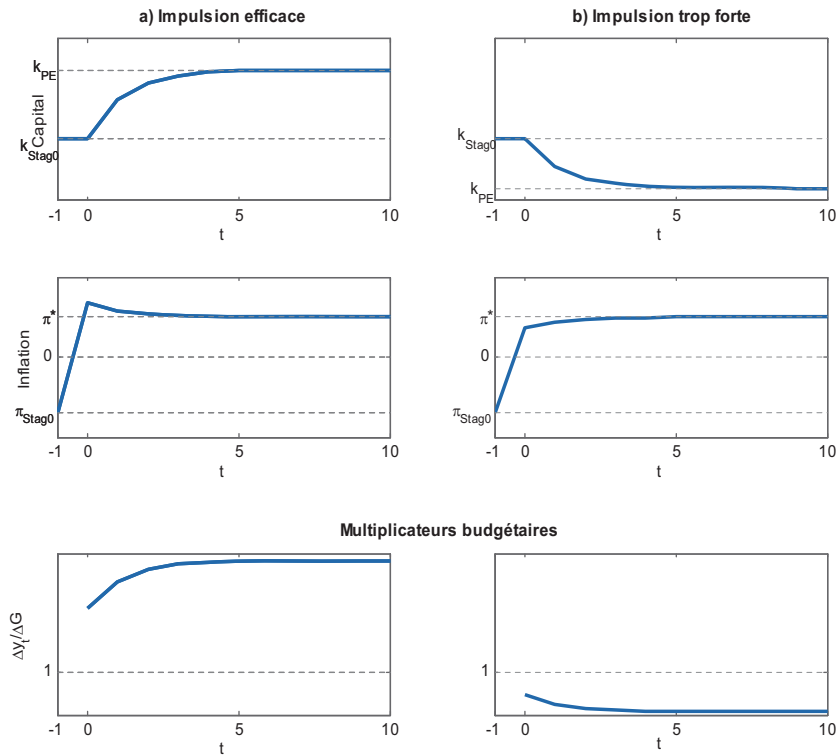 a) Impulsion efficace
b) Impulsion trop forte
k_PE
Capital
k_Stag0
-1 0 5 10
t
k_Stag0
k_PE
-1 0 5 10
t
π*
0
Inflation
π_Stag0
-1 0 5 10
t
π*
0
π_Stag0
-1 0 5 10
t
Multiplicateurs budgétaires
Δy_t/ΔG
1
-1 0 5 10
t
1
-1 0 5 10
t